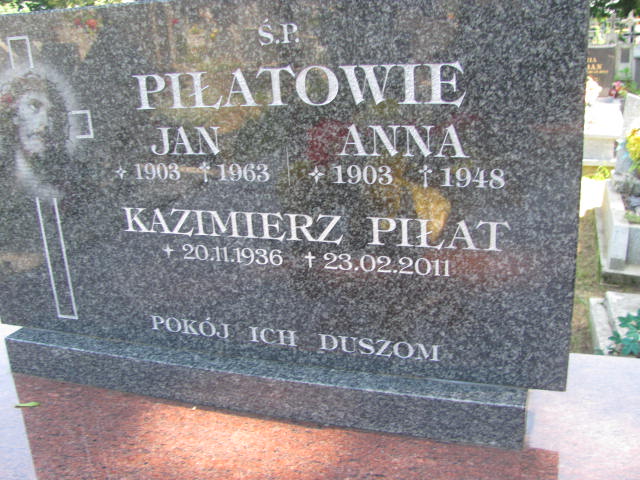 Ś.P.
PIŁATOWIE
JAN ANNA
✦ 1903 ✝ 1963 ✦ 1903 ✝ 1948
KAZIMIERZ PIŁAT
✦ 20.11.1936 ✝ 23.02.2011
POKÓJ ICH DUSZOM